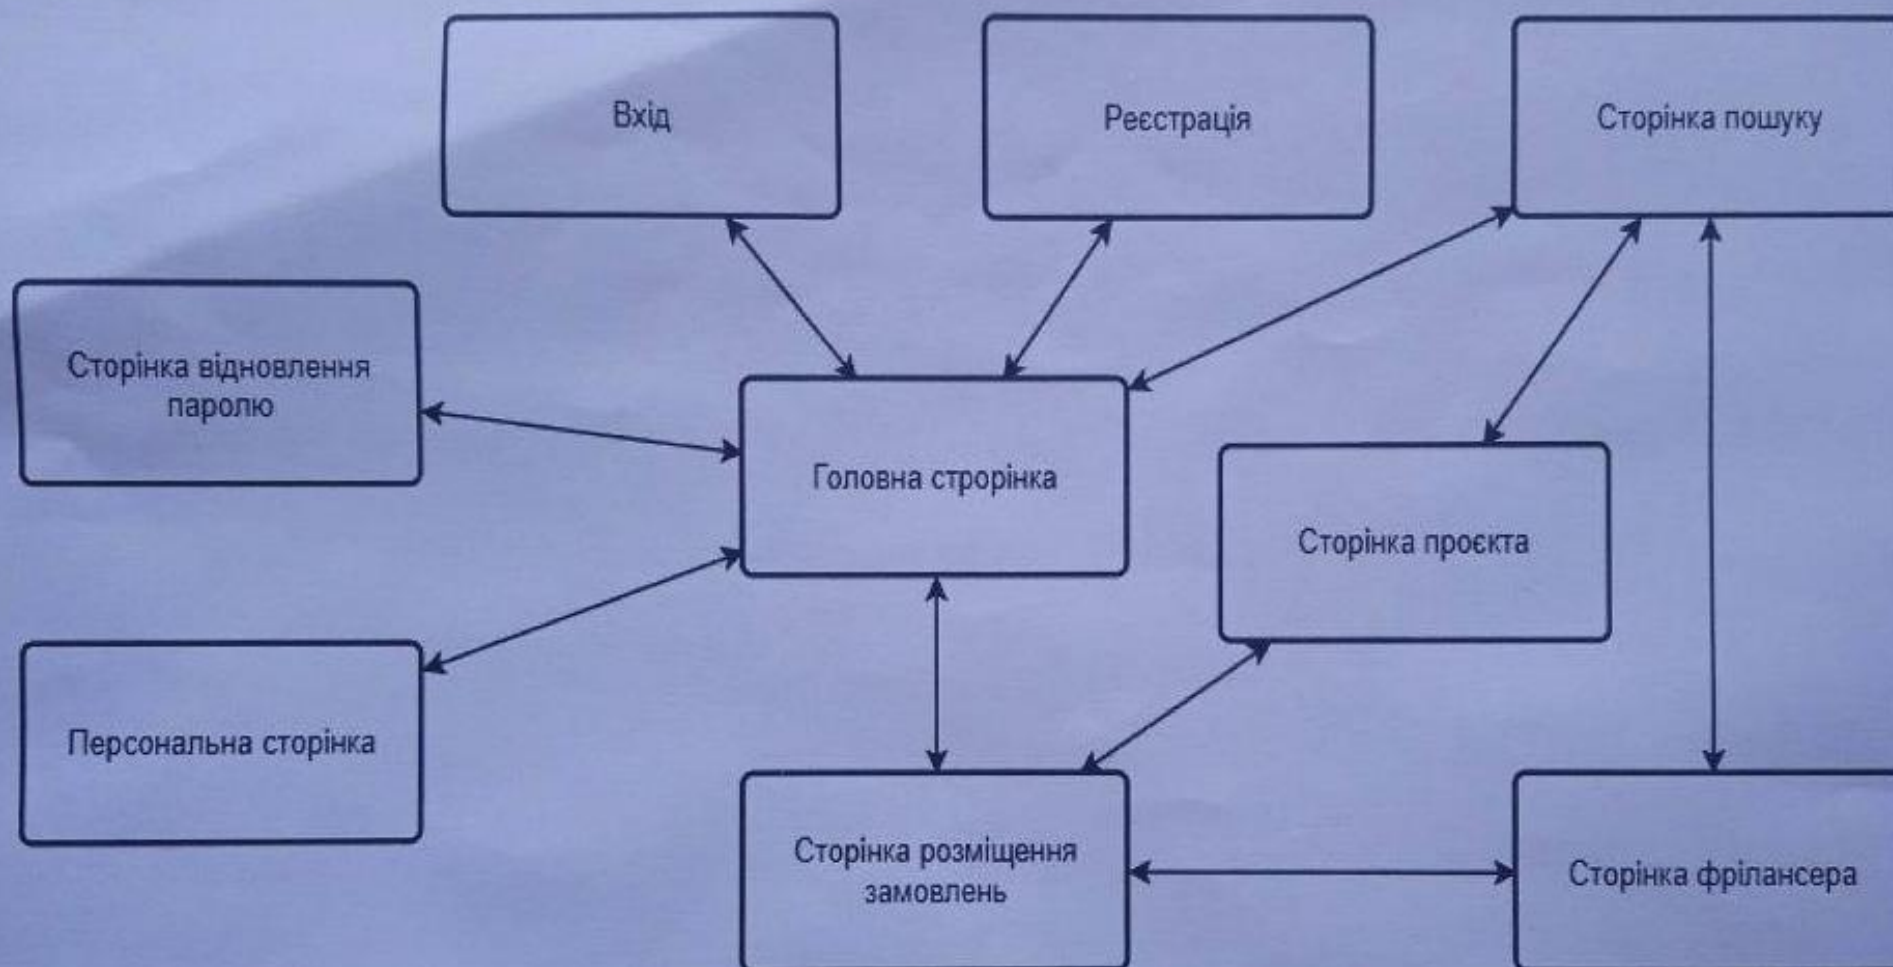 Вхід
Реєстрація
Сторінка пошуку
Сторінка відновлення
паролю
Головна строрінка
Сторінка проєкта
Персональна сторінка
Сторінка розміщення
замовлень
Сторінка фрілансера